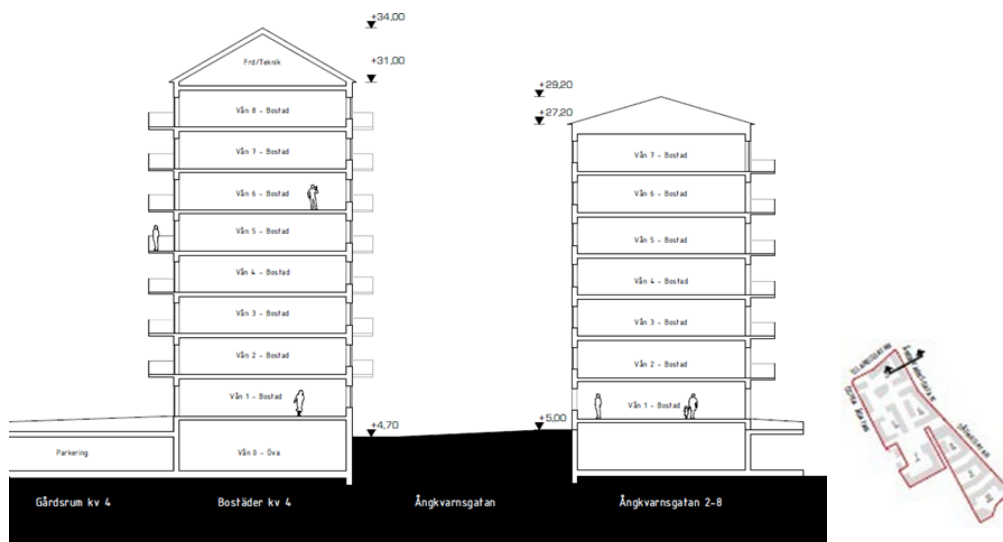 +34,00
+31,00
Frd/Teknik
+29,20
+27,20
Vån 8 - Bostad
Vån 7 - Bostad
Vån 6 - Bostad
Vån 5 - Bostad
Vån 4 - Bostad
Vån 3 - Bostad
Vån 2 - Bostad
Vån 1 - Bostad
Vån 0 - Öva
Parkering
+4,70
+5,00
Vån 7 - Bostad
Vån 6 - Bostad
Vån 5 - Bostad
Vån 4 - Bostad
Vån 3 - Bostad
Vån 2 - Bostad
Vån 1 - Bostad
Gårdsrum kv 4
Bostäder kv 4
Ångkvarnsgatan
Ångkvarnsgatan 2-8